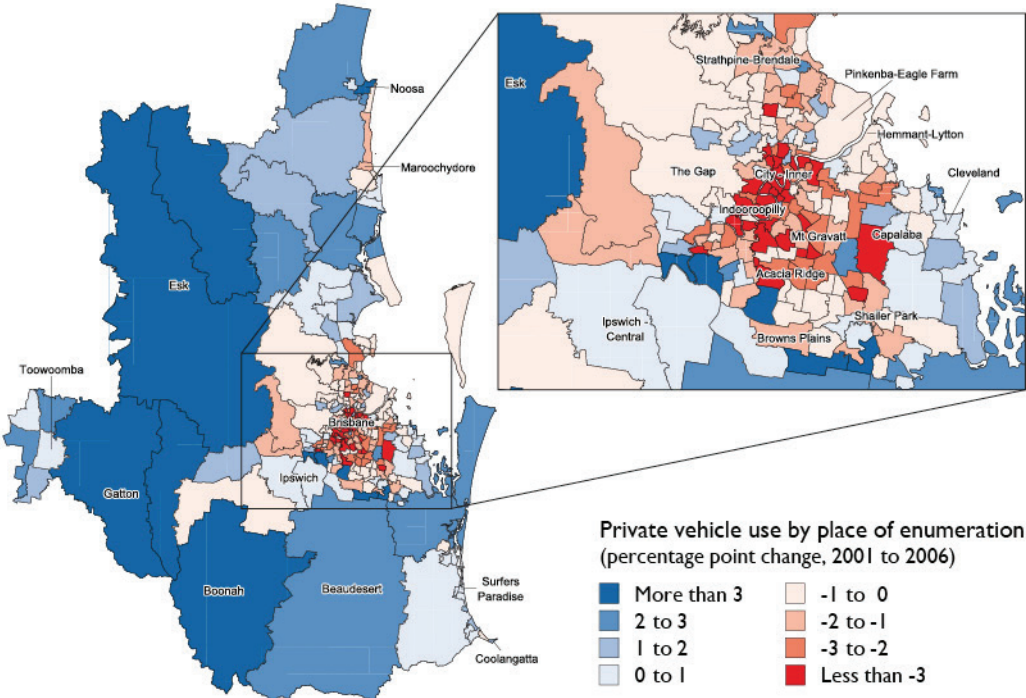 Noosa
Maroochydore
Esk
Toowoomba
Gatton
Brisbane
Ipswich
Boonah
Beaudesert
Surfers
Paradise
Coolangatta
Strathpine-Brendale
Esk
Pinkenba-Eagle Farm
Hemmant-Lytton
The Gap
City - Inner
Cleveland
Indooroopilly
Mt Gravatt
Capalaba
Acacia Ridge
Ipswich -
Central
Shailer Park
Browns Plains
Private vehicle use by place of enumeration
(percentage point change, 2001 to 2006)
More than 3
2 to 3
1 to 2
0 to 1
-1 to 0
-2 to -1
-3 to -2
Less than -3